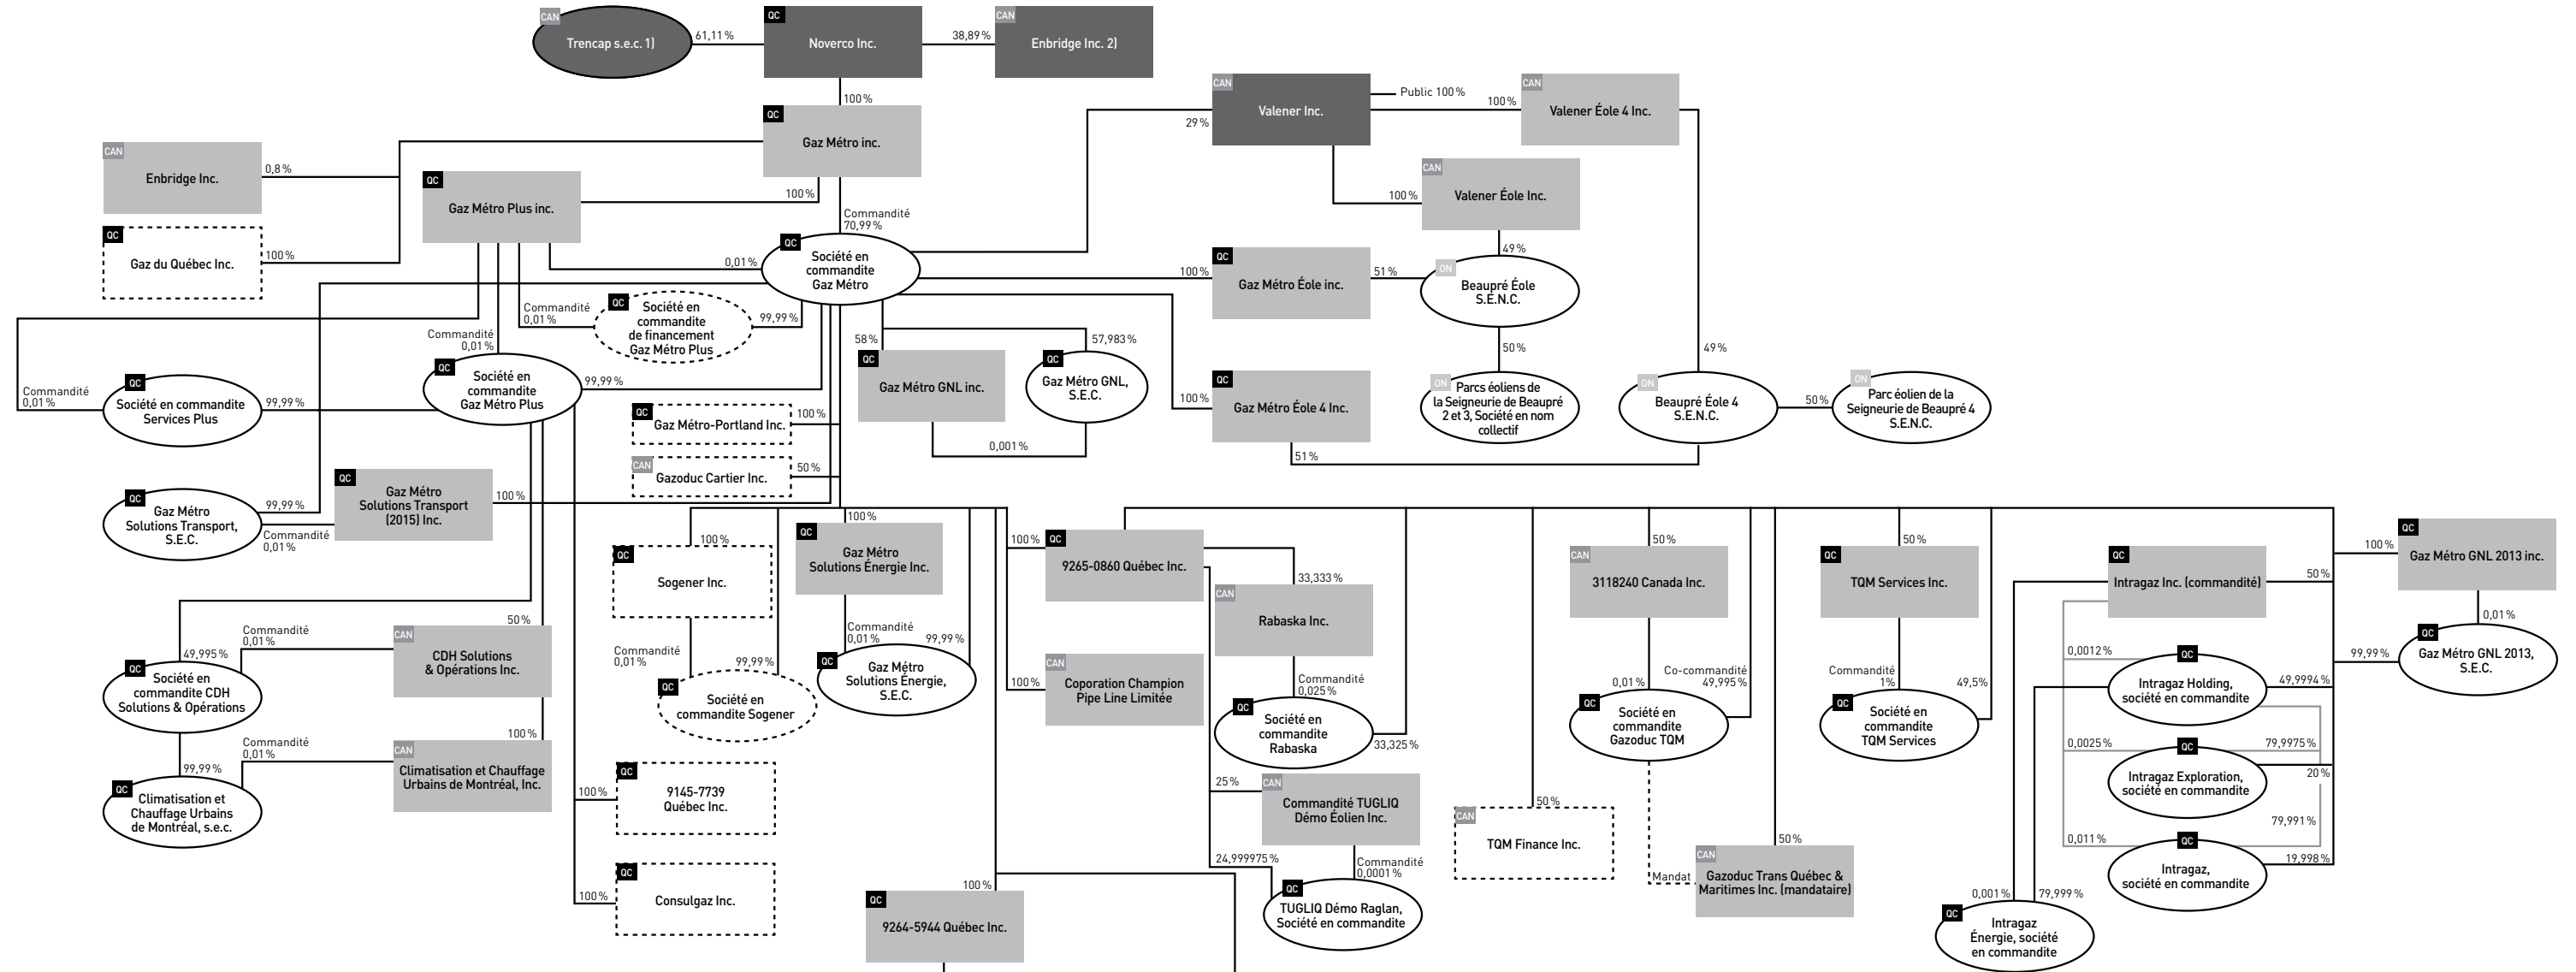 CAN
Trencap s.e.c. 1)
61,11 %
QC
Noverco Inc.
38,89 %
CAN
Enbridge Inc. 2)
100 %
QC
Gaz Métro inc.
CAN
Valener Inc.
Public 100 %
29 %
100 %
CAN
Valener Éole 4 Inc.
CAN
Enbridge Inc.
0,8 %
QC
Gaz Métro Plus inc.
100 %
100 %
CAN
Valener Éole Inc.
QC
Gaz du Québec Inc.
100 %
Commandité
70,99 %
QC
Société en
commandite
Gaz Métro
0,01 %
100 %
QC
Gaz Métro Éole inc.
51 %
49 %
ON
Beaupré Éole
S.E.N.C.
Commandité
0,01 %
QC
Société en
commandite
de financement
Gaz Métro Plus
99,99 %
Commandité
0,01 %
58 %
QC
Gaz Métro GNL inc.
57,983 %
QC
Gaz Métro GNL,
S.E.C.
0,001 %
50 %
49 %
Commandité
0,01 %
QC
Société en commandite
Services Plus
99,99 %
QC
Société en
commandite
Gaz Métro Plus
99,99 %
100 %
QC
Gaz Métro Éole 4 Inc.
51 %
ON
Parcs éoliens de
la Seigneurie de Beaupré
2 et 3, Société en nom
collectif
ON
Beaupré Éole 4
S.E.N.C.
50 %
ON
Parc éolien de la
Seigneurie de Beaupré 4
S.E.N.C.
QC
Gaz Métro-Portland Inc.
100 %
CAN
Gazoduc Cartier Inc.
50 %
QC
Gaz Métro
Solutions Transport,
S.E.C.
99,99 %
Commandité
0,01 %
QC
Gaz Métro
Solutions Transport
(2015) Inc.
100 %
100 %
QC
Sogener Inc.
100 %
QC
Gaz Métro
Solutions Énergie Inc.
100 %
QC
9265-0860 Québec Inc.
33,333 %
CAN
Rabaska Inc.
50 %
CAN
3118240 Canada Inc.
50 %
QC
TQM Services Inc.
QC
Intragaz Inc. (commandité)
50 %
100 %
QC
Gaz Métro GNL 2013 inc.
0,01 %
Commandité
0,01 %
99,99 %
QC
Société en
commandite Sogener
Commandité
0,01 %
99,99 %
QC
Gaz Métro
Solutions Énergie,
S.E.C.
100 %
CAN
Coporation Champion
Pipe Line Limitée
Commandité
0,025 %
QC
Société en
commandite
Rabaska
33,325 %
0,01 %
Co-commandité
49,995 %
QC
Société en
commandite
Gazoduc TQM
Commandité
1 %
49,5 %
QC
Société en
commandite
TQM Services
0,0012 %
QC
Intragaz Holding,
société en commandite
49,9994 %
99,99 %
QC
Gaz Métro GNL 2013,
S.E.C.
49,995 %
QC
Société en
commandite CDH
Solutions & Opérations
Commandité
0,01 %
50 %
CAN
CDH Solutions
& Opérations Inc.
99,99 %
QC
Climatisation et
Chauffage Urbains
de Montréal, s.e.c.
Commandité
0,01 %
100 %
CAN
Climatisation et Chauffage
Urbains de Montréal, Inc.
100 %
QC
9145-7739
Québec Inc.
100 %
QC
Consulgaz Inc.
25 %
CAN
Commandité TUGLIQ
Démo Éolien Inc.
24,999975 %
Commandité
0,0001 %
QC
TUGLIQ Démo Raglan,
Société en commandite
50 %
CAN
TQM Finance Inc.
Mandat
50 %
CAN
Gazoduc Trans Québec &
Maritimes Inc. (mandataire)
0,0025 %
QC
Intragaz Exploration,
société en commandite
79,9975 %
20 %
79,991 %
0,011 %
QC
Intragaz,
société en commandite
19,998 %
0,001 %
79,999 %
QC
Intragaz
Énergie, société
en commandite
100 %
QC
9264-5944 Québec Inc.